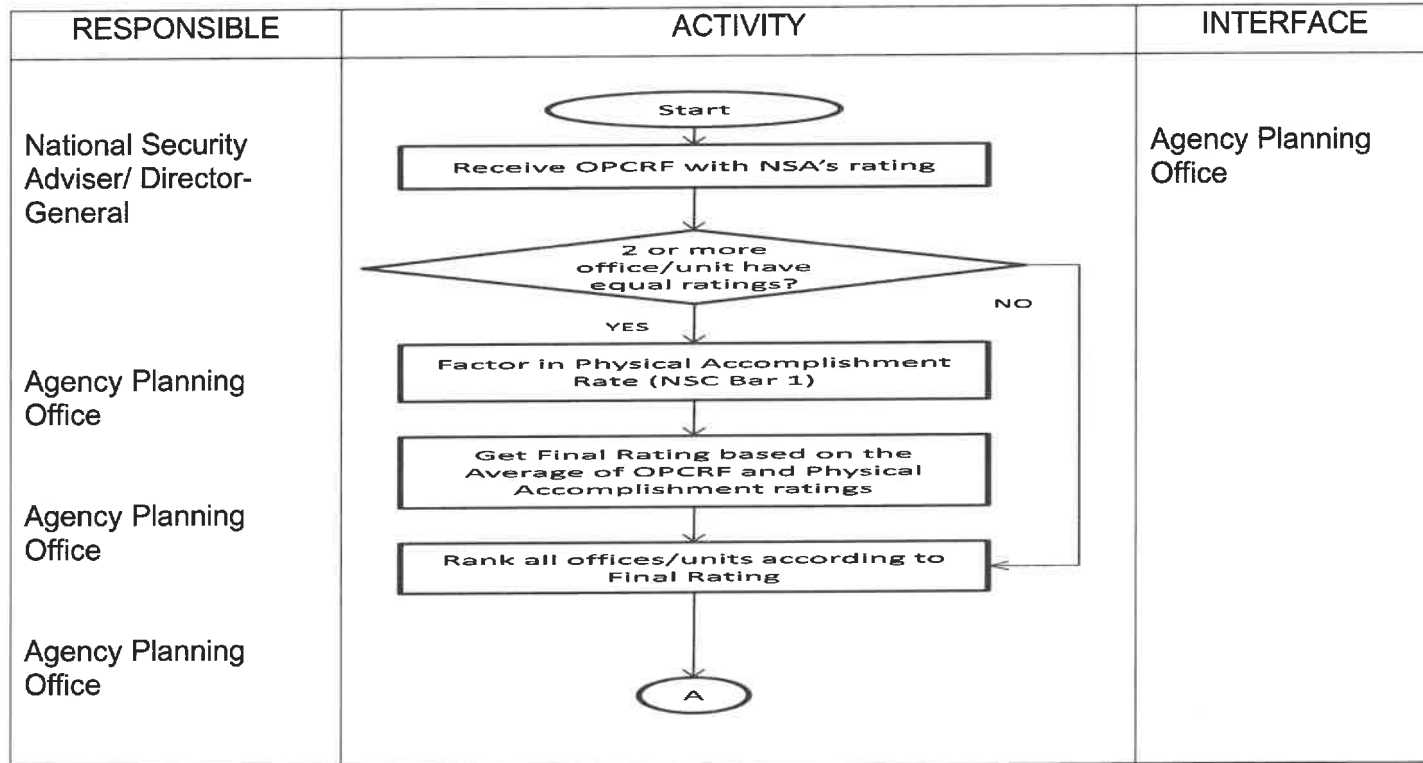 RESPONSIBLE
ACTIVITY
INTERFACE
Start
National Security
Adviser/ Director-
General
Receive OPCRF with NSA's rating
Agency Planning
Office
2 or more
office/unit have
equal ratings?
NO
YES
Agency Planning
Office
Factor in Physical Accomplishment
Rate (NSC Bar 1)
Get Final Rating based on the
Average of OPCRF and Physical
Accomplishment ratings
Agency Planning
Office
Rank all offices/units according to
Final Rating
Agency Planning
Office
A